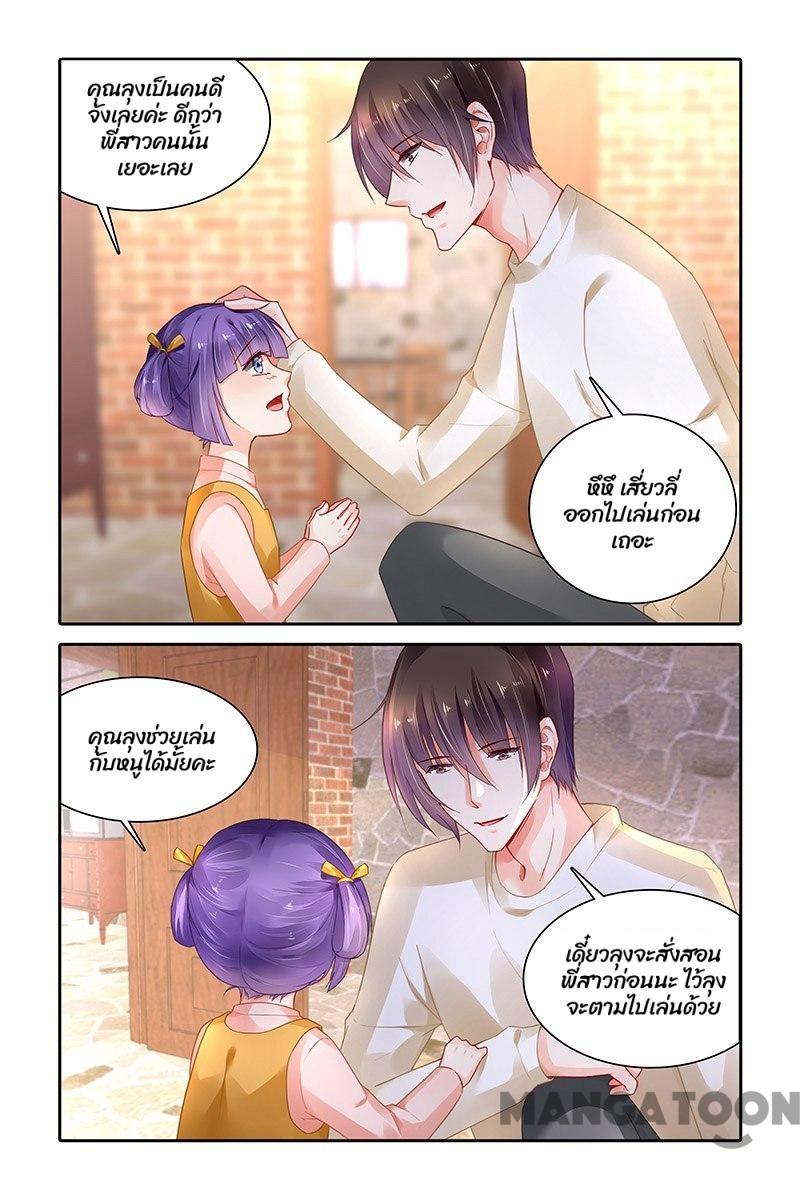 คุณลุงเป็นคนดี
จังเลยค่ะ ดีกว่า
พี่สาวคนนั้น
เยอะเลย
หึหึ เสี่ยวลี่
ออกไปเล่นก่อน
เถอะ
คุณลุงช่วยเล่น
กับหนูได้มั้ยคะ
เดี๋ยวลุงจะสั่งสอน
พี่สาวก่อนนะ ไว้ลุง
จะตามไปเล่นด้วย
MANGATOON